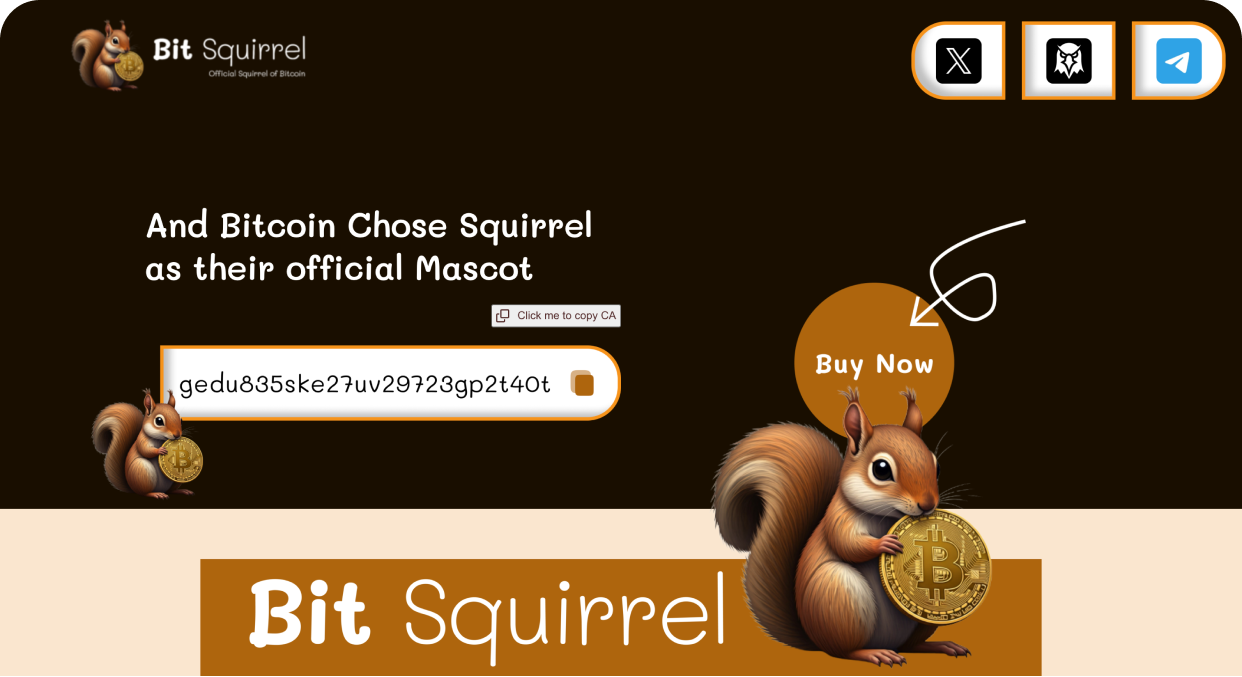 Bit Squirrel
Official Squirrel of Bitcoin
And Bitcoin Chose Squirrel
as their official Mascot
Click me to copy CA
gedu835ske27uv29723gp2t40t
Buy Now
Bit Squirrel